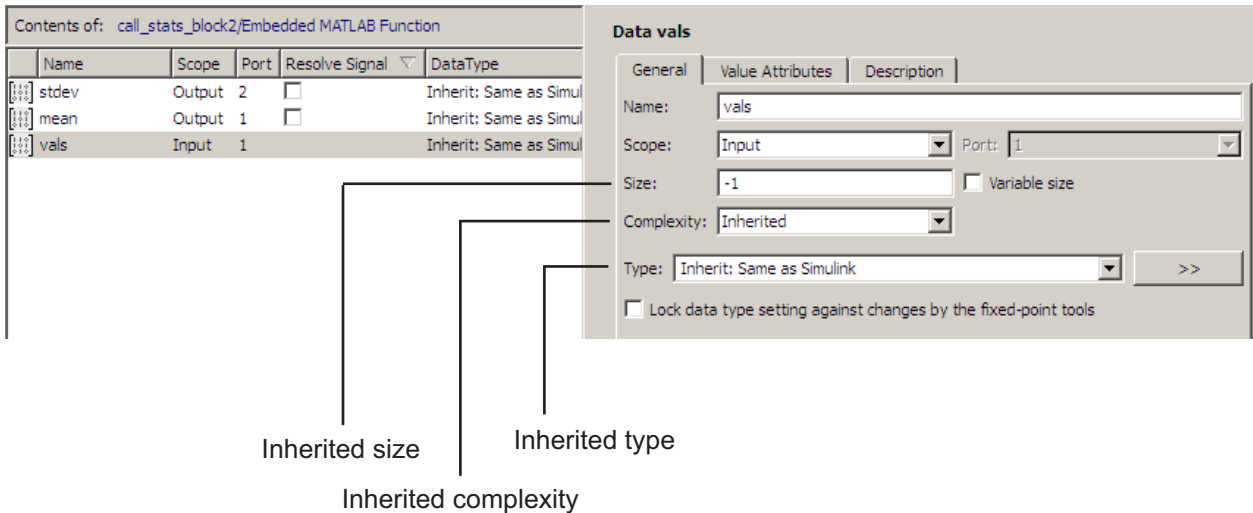 Contents of: call_stats_block2/Embedded MATLAB Function
Name Scope Port Resolve Signal DataType
stdev Output 2 Inherit: Same as Simul
mean Output 1 Inherit: Same as Simul
vals Input 1 Inherit: Same as Simul
Data vals
General Value Attributes Description
Name: vals
Scope: Input Port: 1
Size: -1 Variable size
Complexity: Inherited
Type: Inherit: Same as Simulink >>
Lock data type setting against changes by the fixed-point tools
Inherited size
Inherited type
Inherited complexity